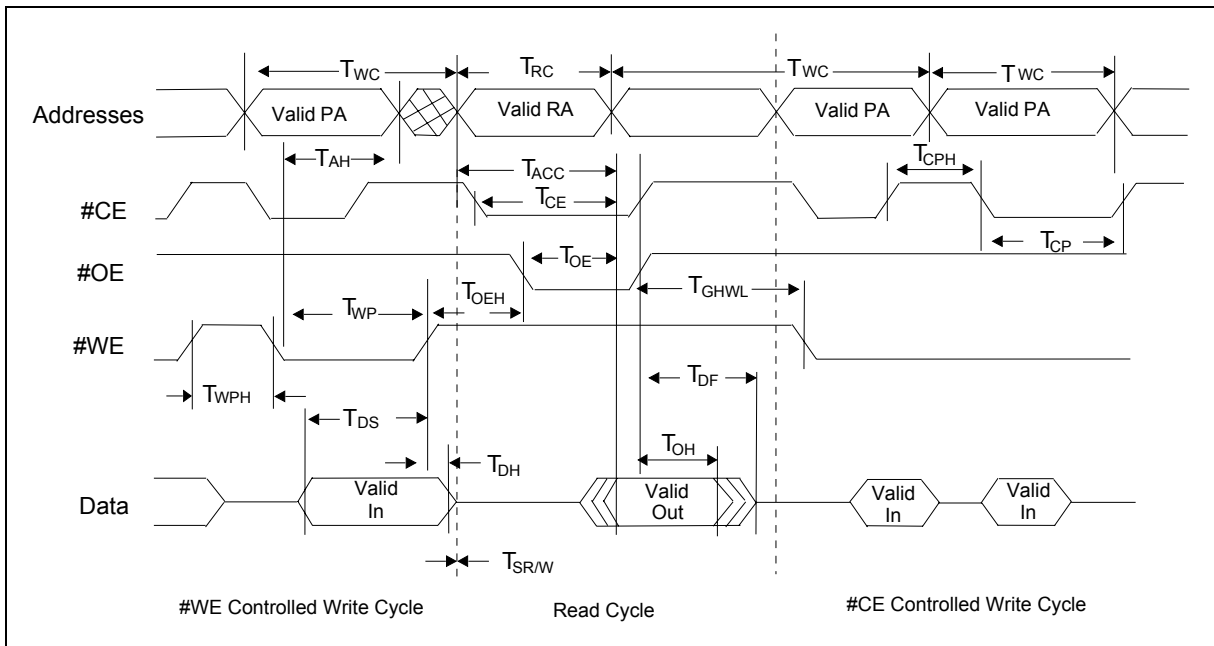 TWC TRC TWC TWC
Addresses Valid PA Valid RA Valid PA Valid PA
TAH TACC TCPH
#CE TCE
TCP
#OE TOE
TOEH TGHWL
TWP
#WE
TWPH TDF
TDS
TDH TOH
Data Valid In Valid Out Valid In Valid In
TSR/W
#WE Controlled Write Cycle Read Cycle #CE Controlled Write Cycle